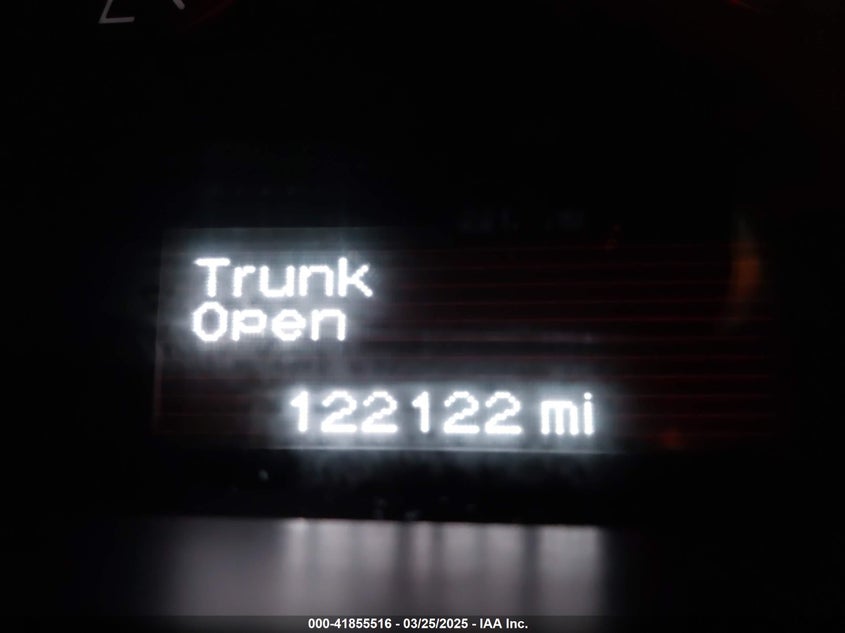 Trunk
Open
122122 mi
000-41855516 - 03/25/2025 - IAA Inc.